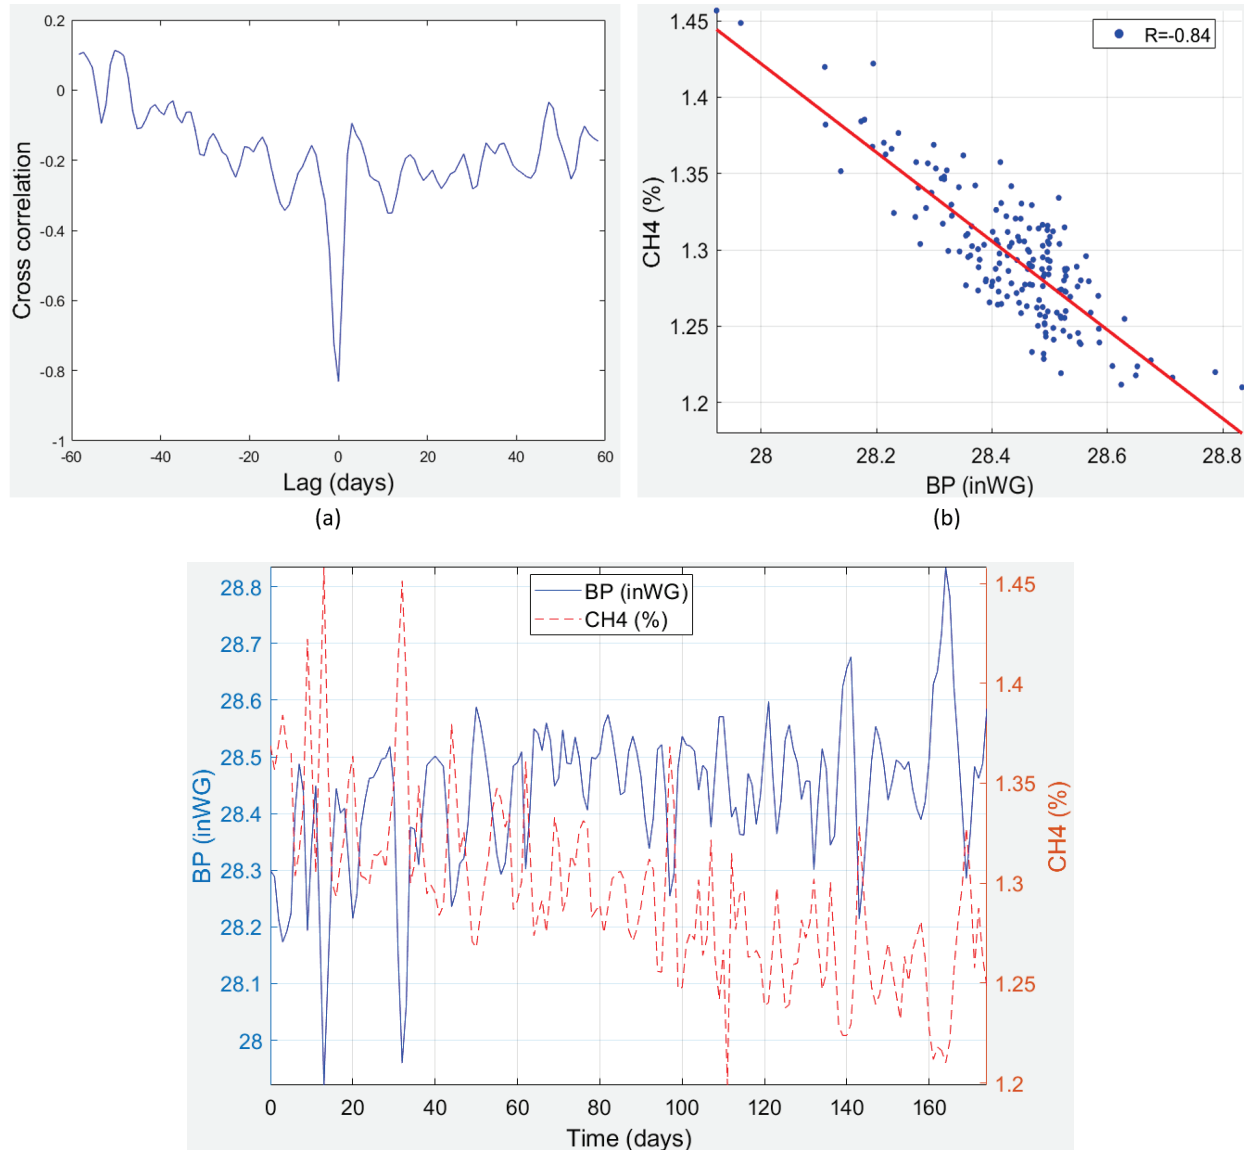 0.2
0
-0.2
-0.4
-0.6
-0.8
-1
Cross correlation
-60 -40 -20 0 20 40 60
Lag (days)
(a)
1.45
1.4
1.35
1.3
1.25
1.2
CH4 (%)
R=-0.84
28 28.2 28.4 28.6 28.8
BP (inWG)
(b)
28.8
28.7
28.6
28.5
28.4
28.3
28.2
28.1
28
BP (inWG)
BP (inWG)
CH4 (%)
1.45
1.4
1.35
1.3
1.25
1.2
CH4 (%)
0 20 40 60 80 100 120 140 160
Time (days)